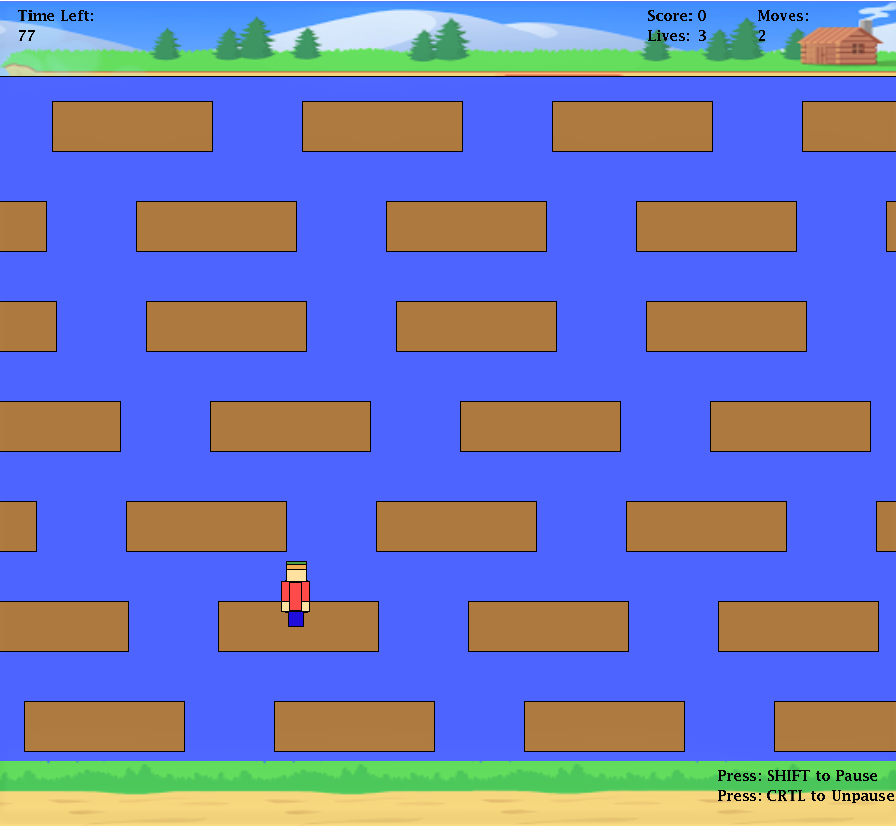 Time Left:
77
Score: 0
Lives: 3
Moves:
2
Press: SHIFT to Pause
Press: CRTL to Unpause